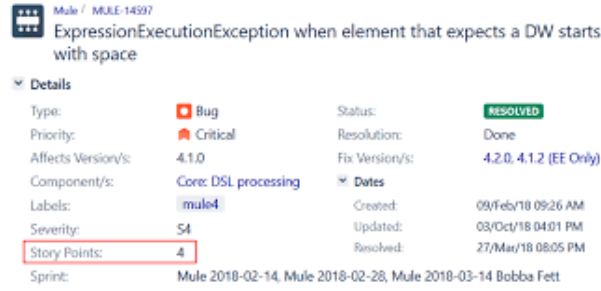 Mule / MULE-14597
ExpressionExecutionException when element that expects a DW starts
with space
Details
Type: Bug Status: RESOLVED
Priority: Critical Resolution: Done
Affects Version/s: 4.1.0 Fix Version/s: 4.2.0, 4.1.2 (EE Only)
Component/s: Core: DSL processing Dates
Labels: mule4 Created: 09/Feb/18 09:26 AM
Severity: S4 Updated: 03/Oct/18 04:01 PM
Story Points: 4 Resolved: 27/Mar/18 08:05 PM
Sprint: Mule 2018-02-14, Mule 2018-02-28, Mule 2018-03-14 Bobba Fett